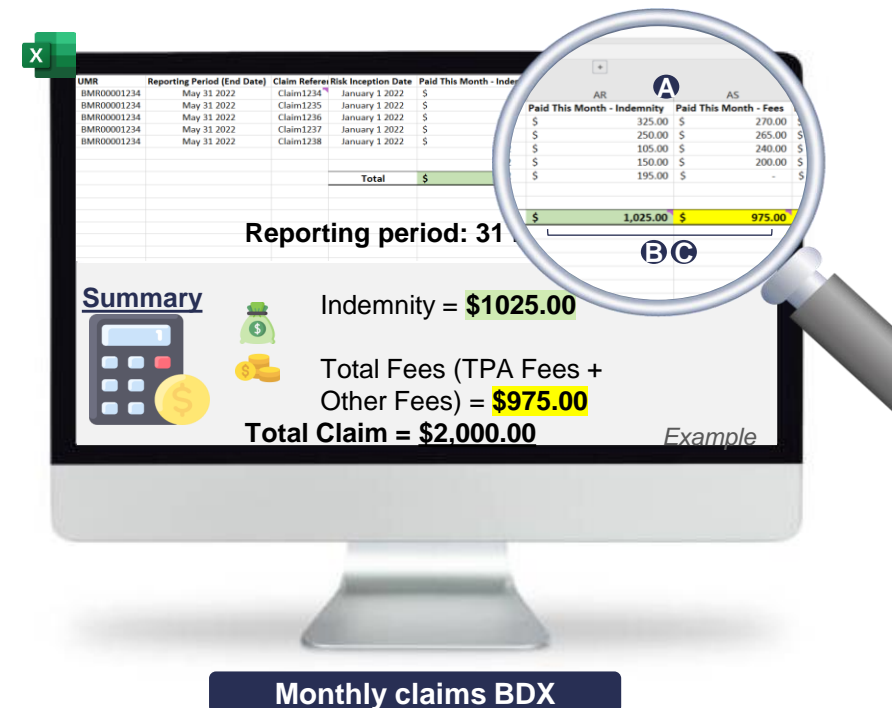 X
UMR Reporting Period (End Date) Claim Refere Risk Inception Date Paid This Month - Inde
BMR00001234 May 31 2022 Claim1234 January 1 2022 $
BMR00001234 May 31 2022 Claim1235 January 1 2022 $
BMR00001234 May 31 2022 Claim1236 January 1 2022 $
BMR00001234 May 31 2022 Claim1237 January 1 2022 $
BMR00001234 May 31 2022 Claim1238 January 1 2022 $
Total $
A
AR AS
Paid This Month - Indemnity Paid This Month - Fees
$ 325.00 $ 270.00 $
$ 250.00 $ 265.00 $
$ 105.00 $ 240.00 $
$ 150.00 $ 200.00 $
$ 195.00 $ - $
$ 1,025.00 $ 975.00
B C
Reporting period: 31
Summary
Indemnity = $1025.00
Total Fees (TPA Fees +
Other Fees) = $975.00
Total Claim = $2,000.00
Example
Monthly claims BDX